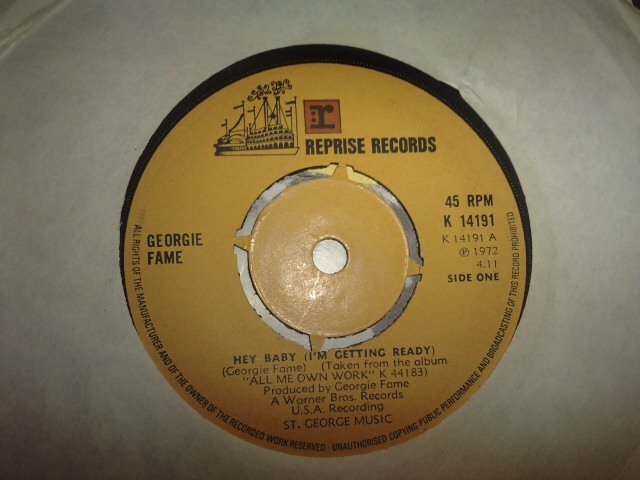 r
REPRISE RECORDS
GEORGIE
FAME
45 RPM
K 14191
K 14191 A
℗ 1972
4.11
SIDE ONE
HEY BABY (I'M GETTING READY)
(Georgie Fame) (Taken from the album
"ALL ME OWN WORK" K 44183)
Produced by Georgie Fame
A Warner Bros. Records
U.S.A. Recording
ST. GEORGE MUSIC
ALL RIGHTS OF THE MANUFACTURER AND OF THE OWNER OF THE RECORDED WORK RESERVED - UNAUTHORISED COPYING PUBLIC PERFORMANCE AND BROADCASTING OF THIS RECORD PROHIBITED